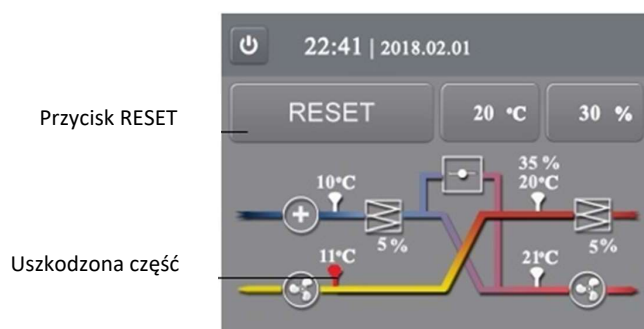 22:41 | 2018.02.01
Przycisk RESET
RESET
20 °C
30 %
35 %
10°C
20°C
5%
5%
Uszkodzona część
11°C
21°C